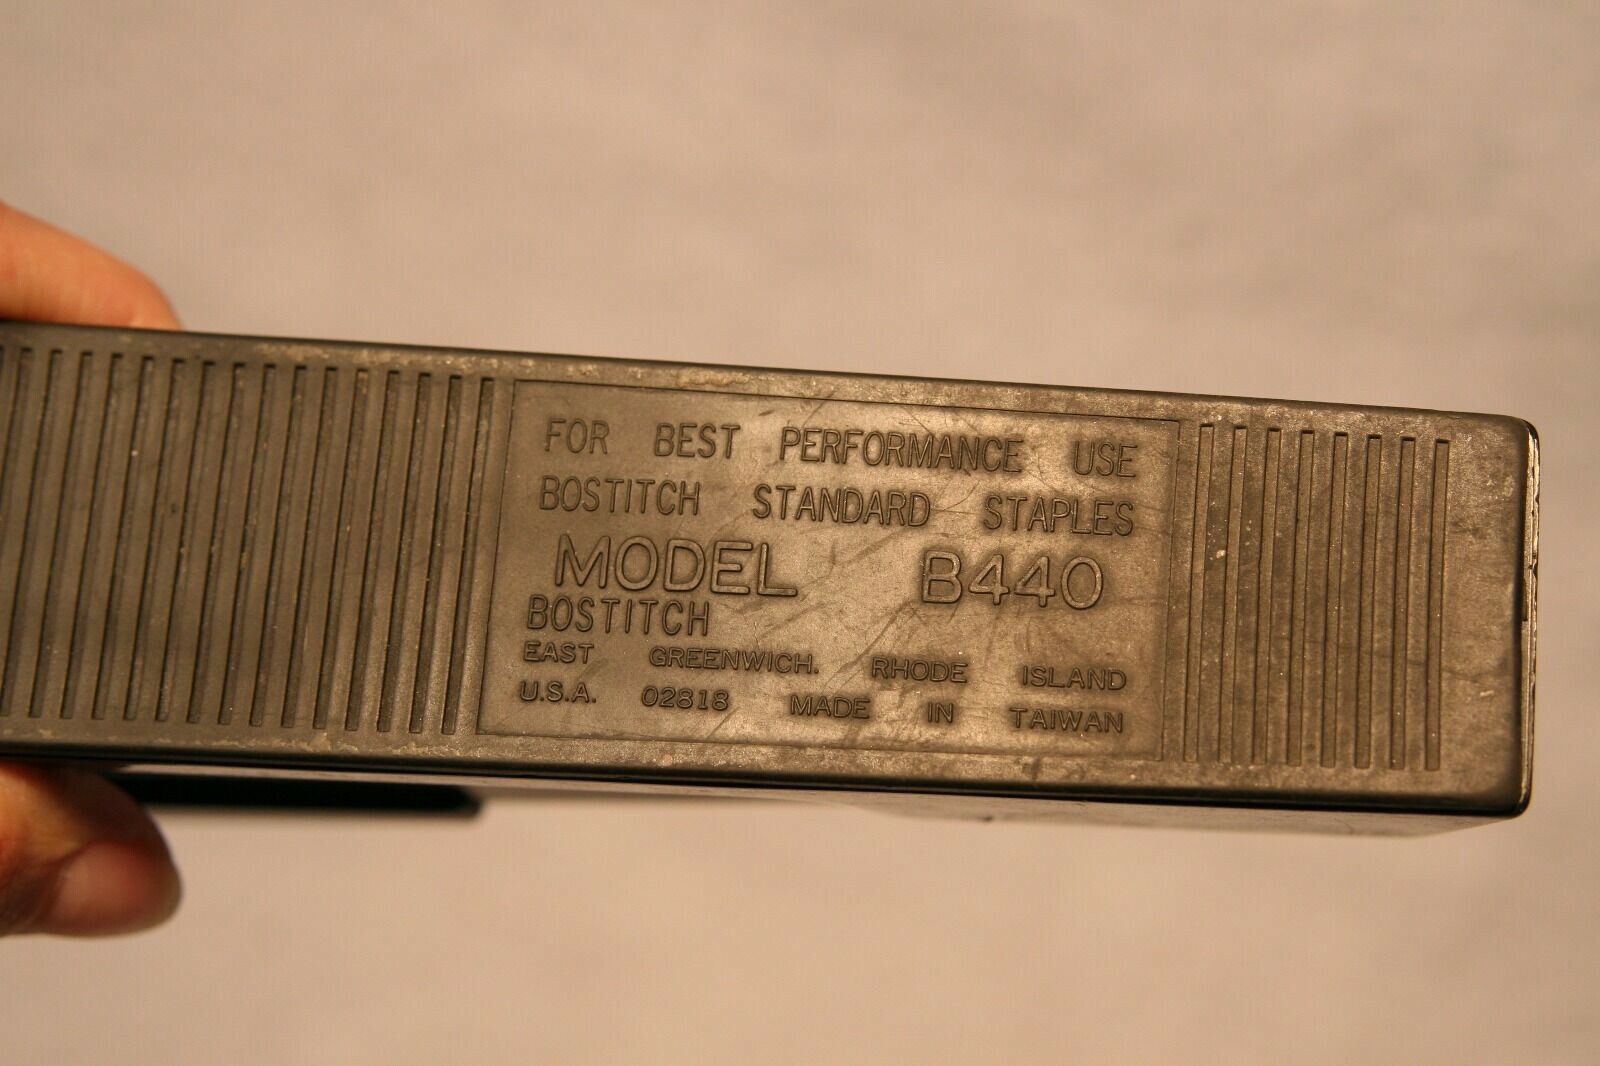 FOR BEST PERFORMANCE USE
BOSTITCH STANDARD STAPLES
MODEL B440
BOSTITCH
EAST GREENWICH. RHODE ISLAND
U.S.A. 02818 MADE IN TAIWAN